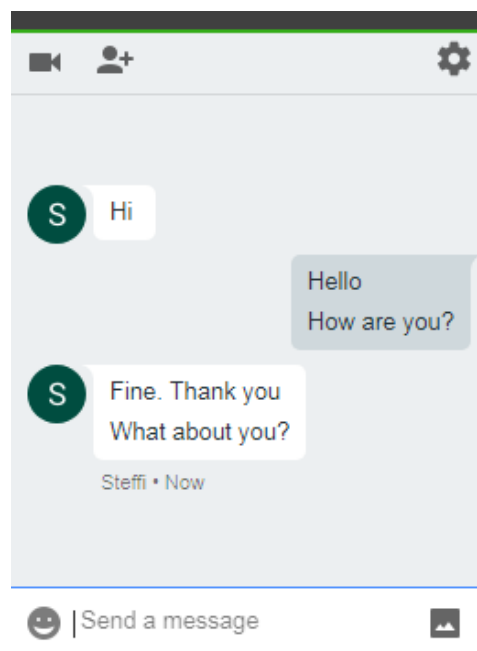 S
Hi
Hello
How are you?
S
Fine. Thank you
What about you?
Steffi • Now
Send a message